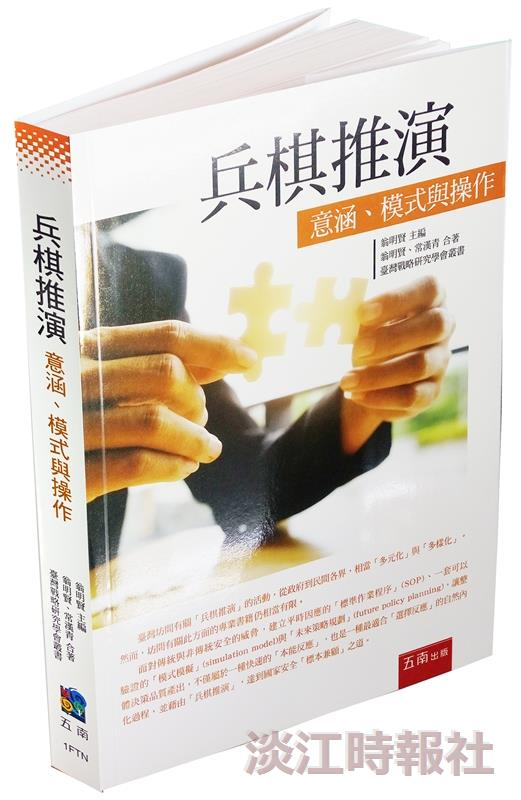 兵棋推演
意涵、模式與操作
翁明賢 主編
翁明賢、常漢青 合著
臺灣戰略研究學會叢書
臺灣坊間有關「兵棋推演」的活動，從政府到民間各界，相當「多元化」與「多樣化」。
然而，坊間有關此方面的專業書籍仍相當有限。
面對傳統與非傳統安全的威脅，建立平時因應的「標準作業程序」(SOP)、一套可以
驗證的「模式模擬」(simulation model)與「未來策略規劃」(future policy planning)，讓整
體決策品質產出，不僅屬於一種快速的「本能反應」，也是一種最適合「選擇反應」的自然內
化過程，並藉由「兵棋推演」，達到國家安全「標本兼顧」之道。
五南出版
兵棋推演
意涵、模式與操作
翁明賢 主編
翁明賢、常漢青 合著
臺灣戰略研究學會叢書
五南
1FTN
淡江時報社